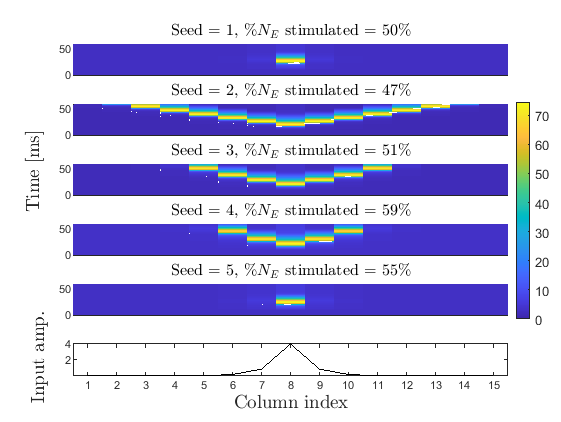 Seed = 1, %N_E stimulated = 50%
50
0
Seed = 2, %N_E stimulated = 47%
50
0
Seed = 3, %N_E stimulated = 51%
50
0
Seed = 4, %N_E stimulated = 59%
50
0
Seed = 5, %N_E stimulated = 55%
50
0
Time [ms]
70
60
50
40
30
20
10
0
Input amp.
4
2
1 2 3 4 5 6 7 8 9 10 11 12 13 14 15
Column index